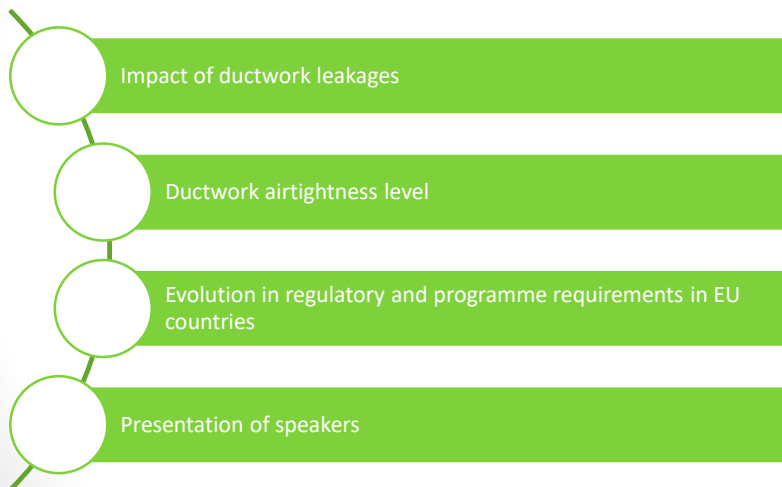 Impact of ductwork leakages
Ductwork airtightness level
Evolution in regulatory and programme requirements in EU
countries
Presentation of speakers